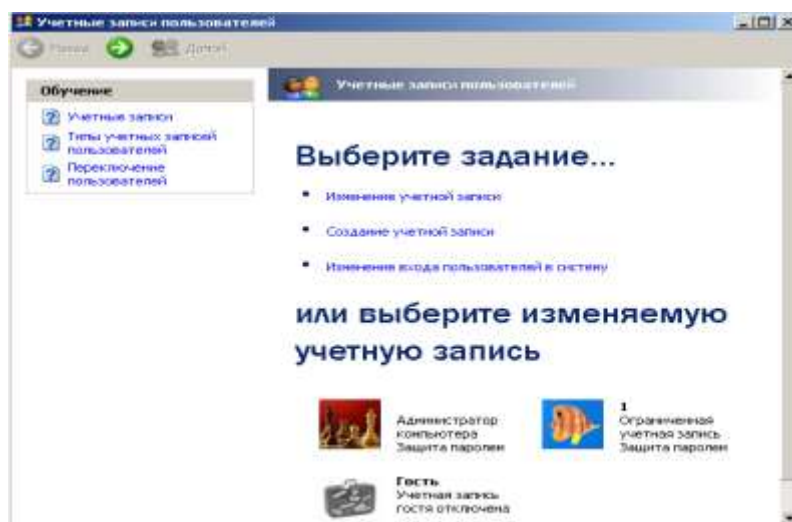 Учетные записи пользователей
Назад
Домой
Обучение
Учетные записи
Типы учетных записей
пользователей
Переключение
пользователей
Учетные записи пользователей
Выберите задание...
Изменение учетной записи
Создание учетной записи
Изменение входа пользователей в систему
или выберите изменяемую
учетную запись
Администратор
компьютера
Защита паролем
1
Ограниченная
учетная запись
Защита паролем
Гость
Учетная запись
гостя отключена